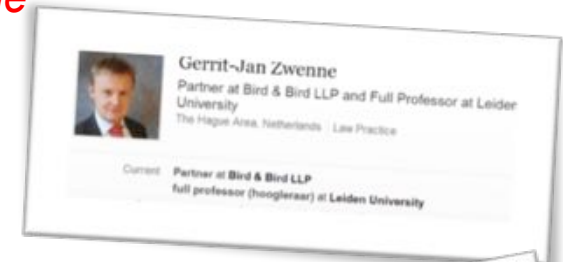 Gerrit-Jan Zwenne
Partner at Bird & Bird LLP and Full Professor at Leider
University
The Hague Area, Netherlands Law Practice
Current Partner at Bird & Bird LLP
full professor (hoogleraar) at Leiden University